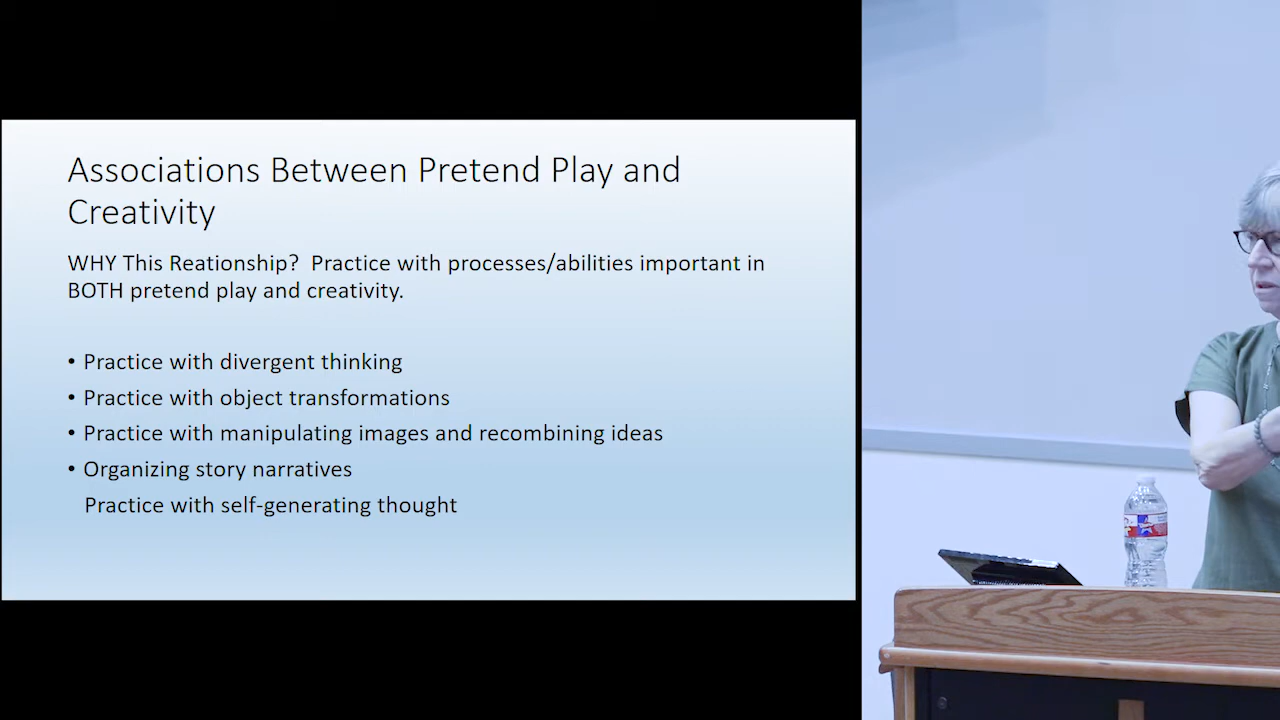 Associations Between Pretend Play and
Creativity
WHY This Reationship?  Practice with processes/abilities important in
BOTH pretend play and creativity.
• Practice with divergent thinking
• Practice with object transformations
• Practice with manipulating images and recombining ideas
• Organizing story narratives
Practice with self-generating thought